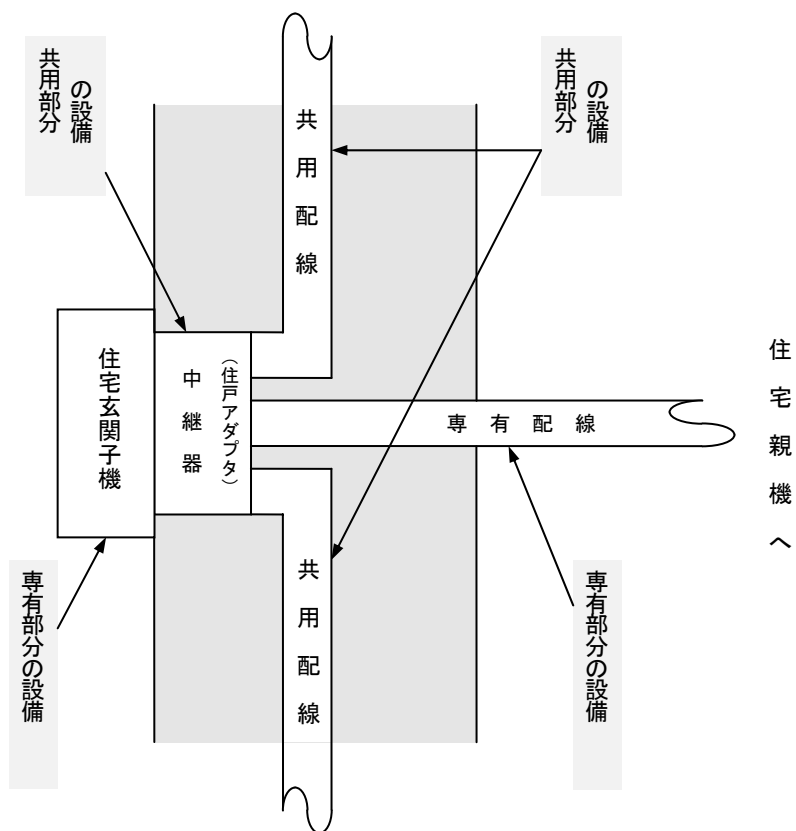 共用部分
の設備
共用部分
の設備
共用配線
住宅玄関子機
中継器
(住戸アダプタ)
専有配線
住宅親機へ
共用配線
専有部分の設備
専有部分の設備